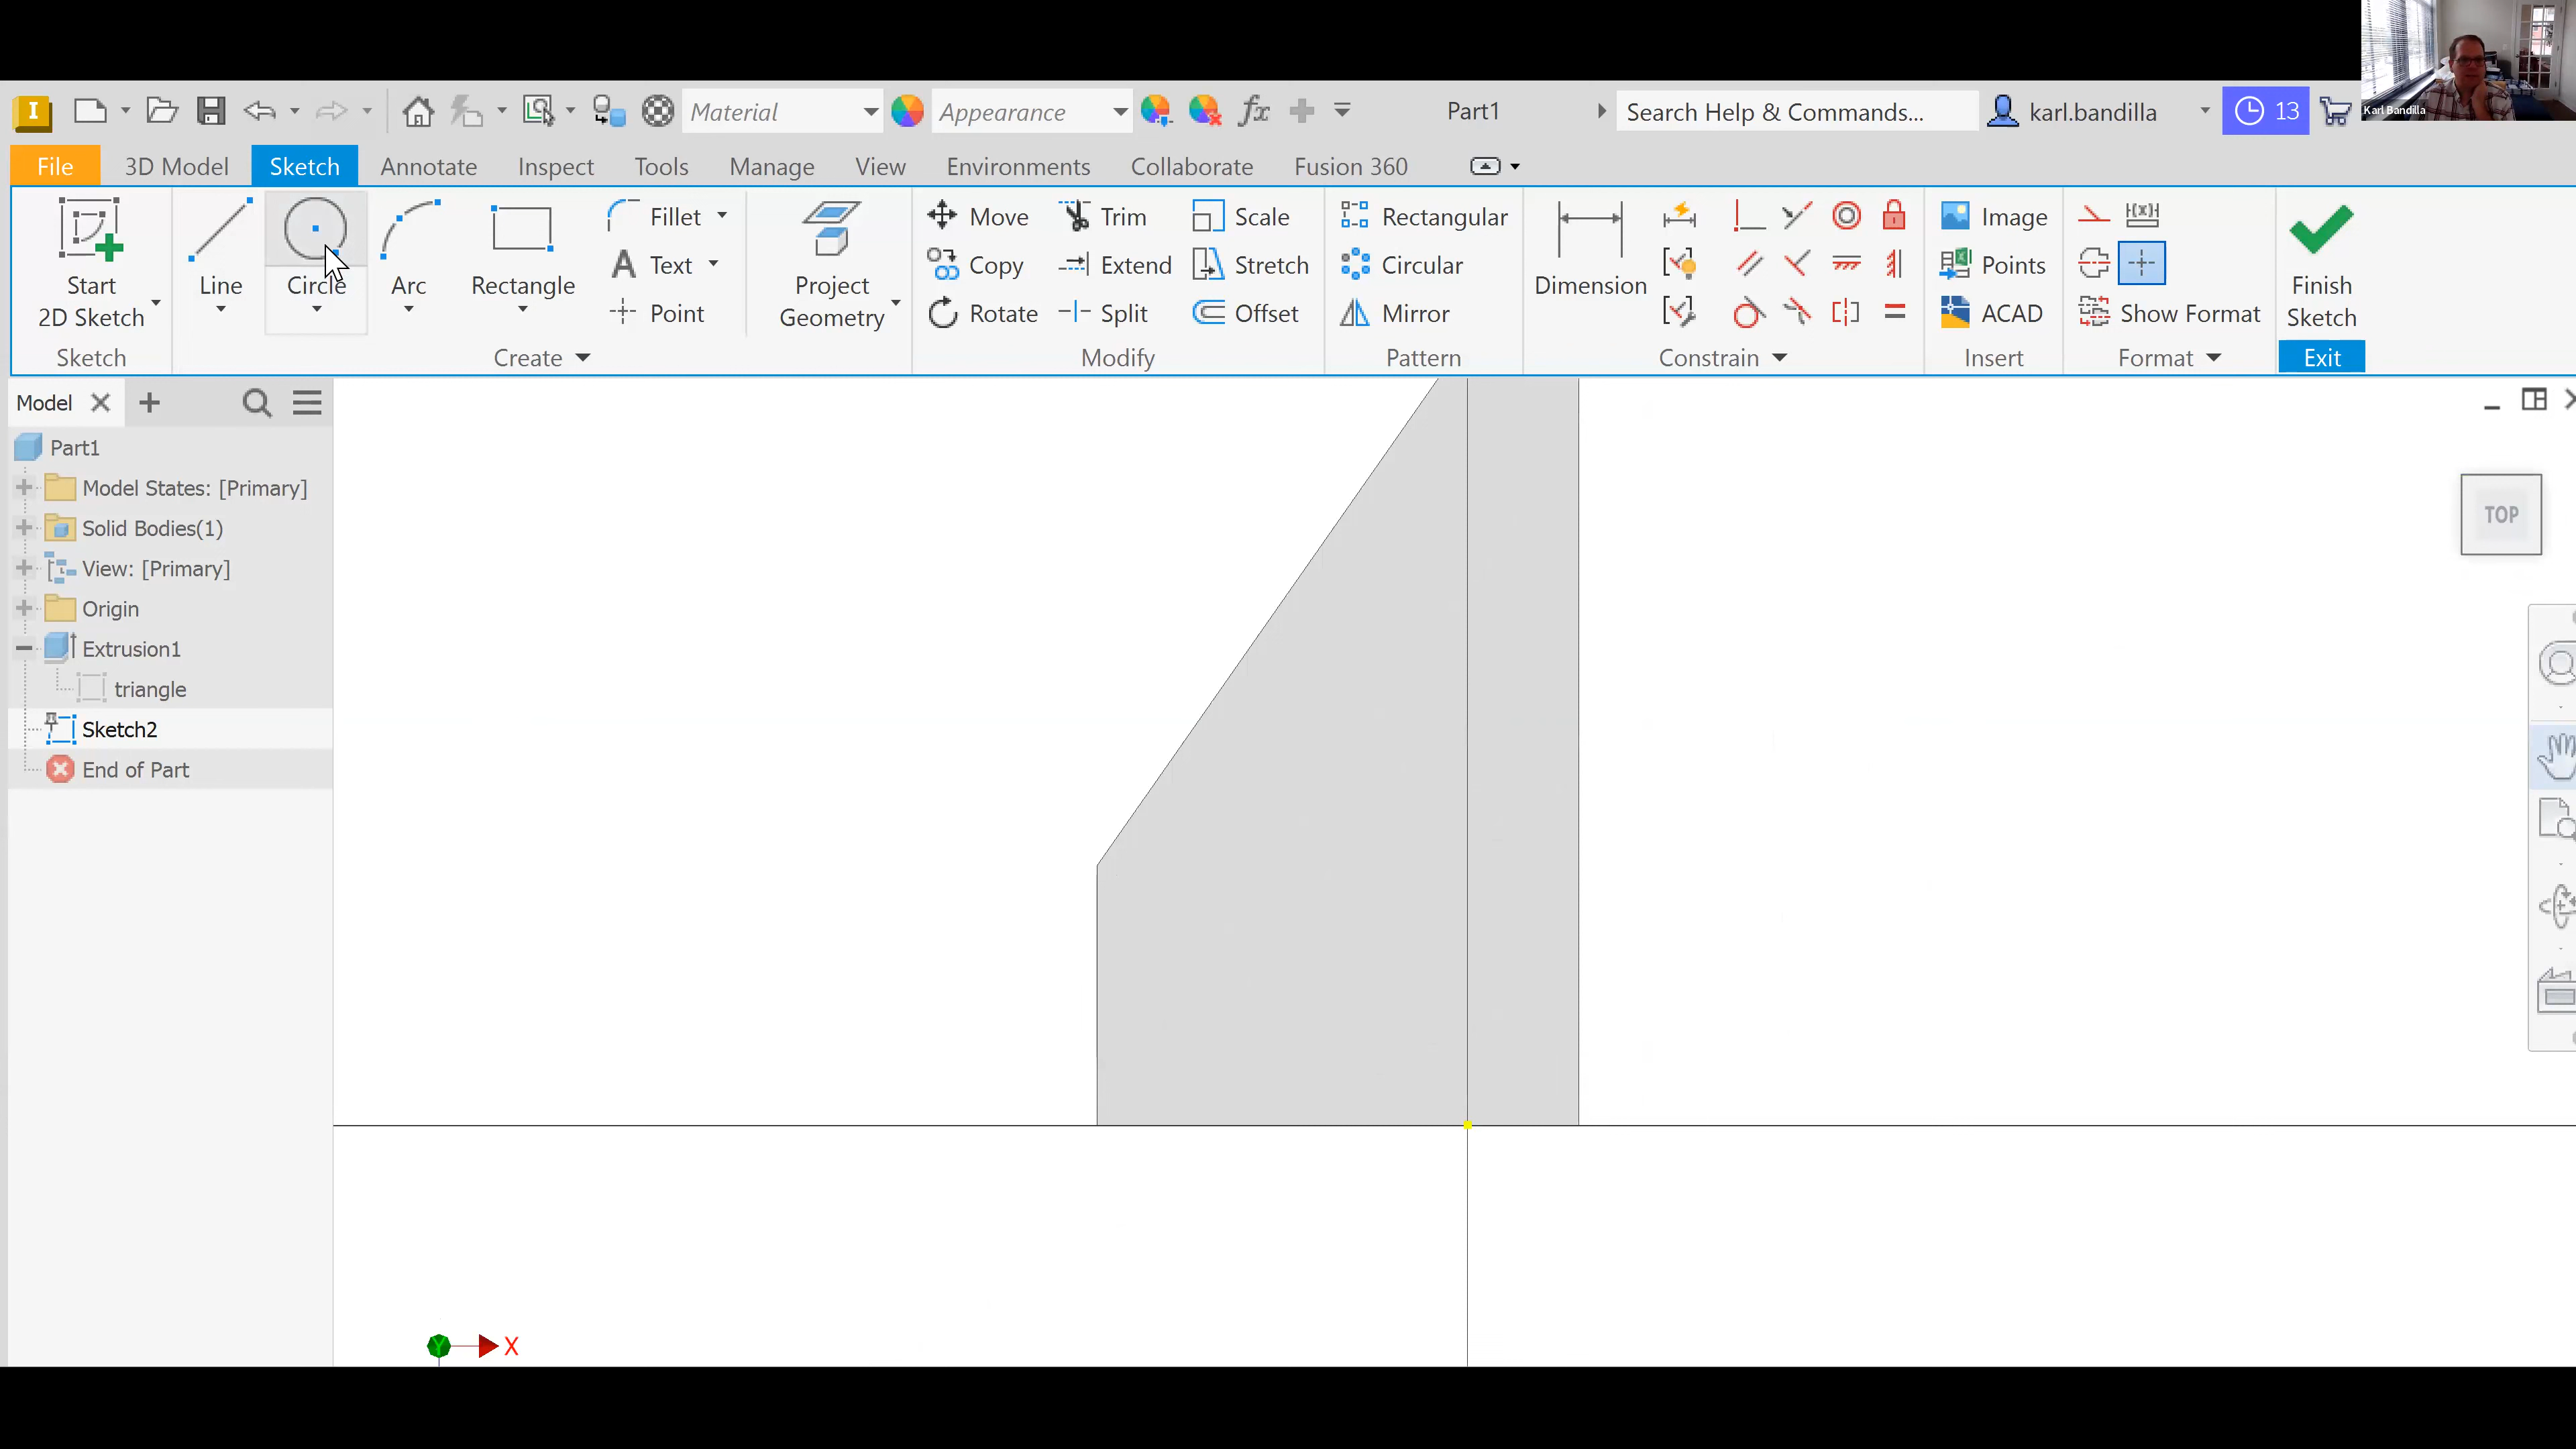 I Material Appearance fx Part1 Search Help & Commands... karl.bandilla 13
Karl Bandilla
File 3D Model Sketch Annotate Inspect Tools Manage View Environments Collaborate Fusion 360
Start 2D Sketch
Line
Circle
Arc
Rectangle
Fillet
Text
Point
Project Geometry
Move
Copy
Rotate
Trim
Extend
Split
Scale
Stretch
Offset
Rectangular
Circular
Mirror
Dimension
Image
Points
ACAD
Show Format
Finish Sketch
Sketch Create Modify Pattern Constrain Insert Format Exit
Model
Part1
Model States: [Primary]
Solid Bodies(1)
View: [Primary]
Origin
Extrusion1
triangle
Sketch2
End of Part
TOP
Y X